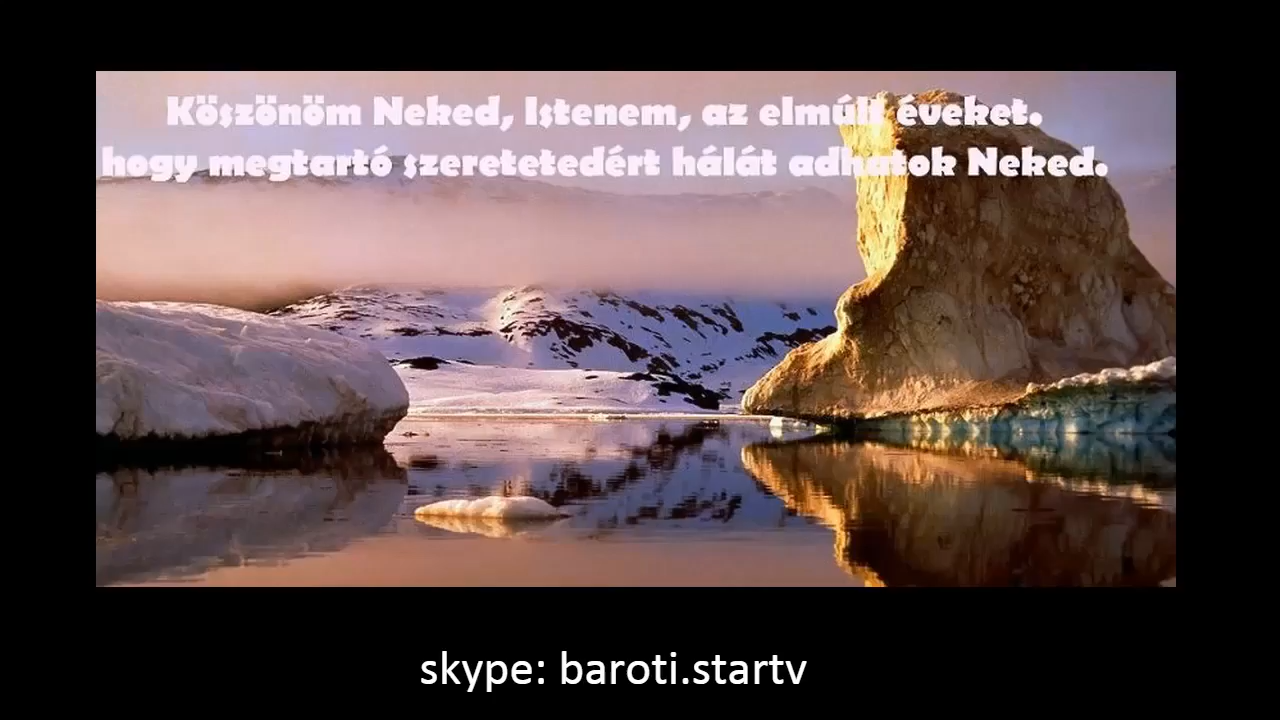 Köszönöm Neked, Istenem, az elmúlt éveket.
hogy megtartó szeretetedért hálát adhatok Neked.
skype: baroti.startv